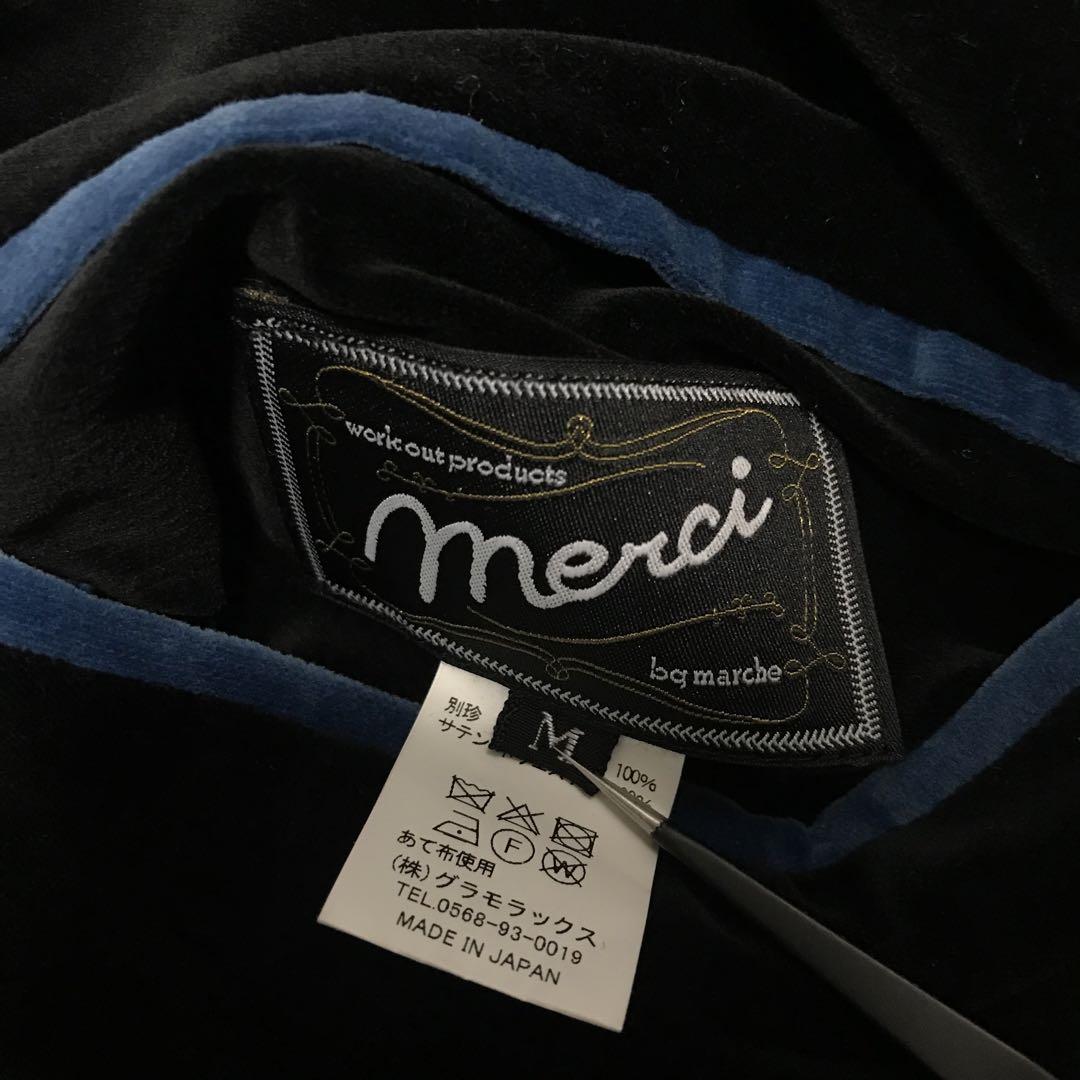 work out products
merci
bg marche
M
別珍
サテン
100%
F
W
あて布使用
(株)グラモラックス
TEL.0568-93-0019
MADE IN JAPAN